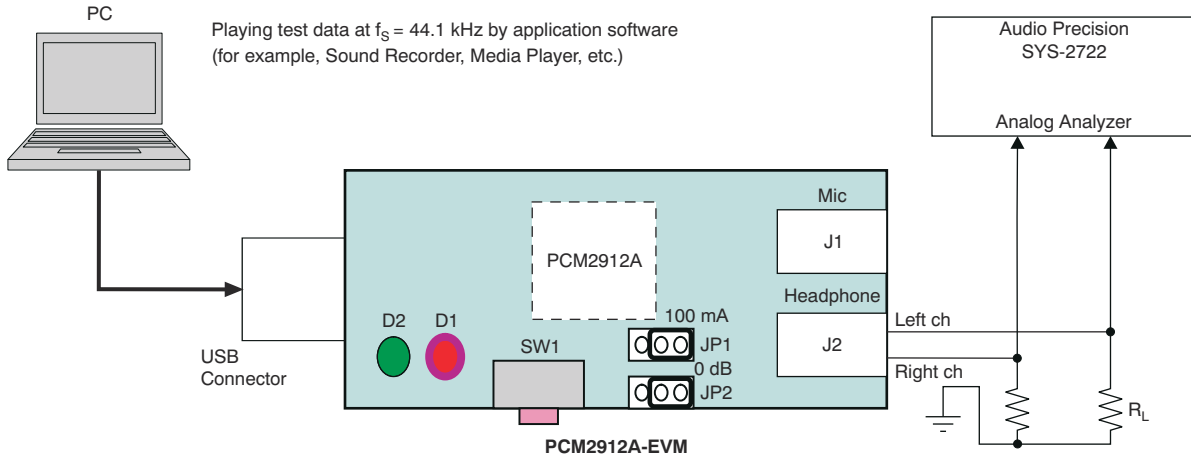 PC
Playing test data at fS = 44.1 kHz by application software
(for example, Sound Recorder, Media Player, etc.)
Audio Precision
SYS-2722
Analog Analyzer
Mic
J1
PCM2912A
Headphone
J2
Left ch
Right ch
100 mA
JP1
0 dB
JP2
D2
D1
SW1
USB
Connector
RL
PCM2912A-EVM